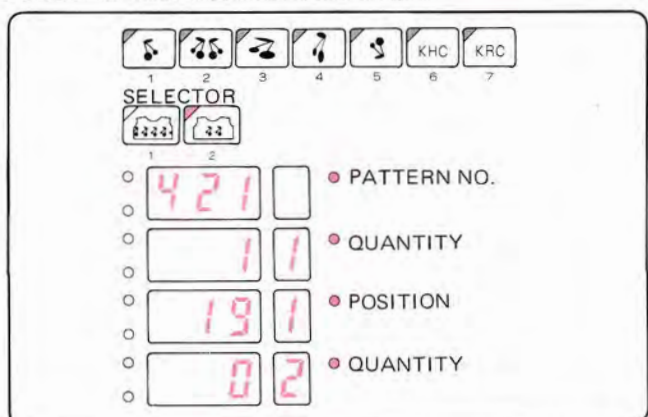 KHC KRC
1 2 3 4 5 6 7
SELECTOR
1 2
421 PATTERN NO.
1 1 QUANTITY
19 1 POSITION
0 2 QUANTITY